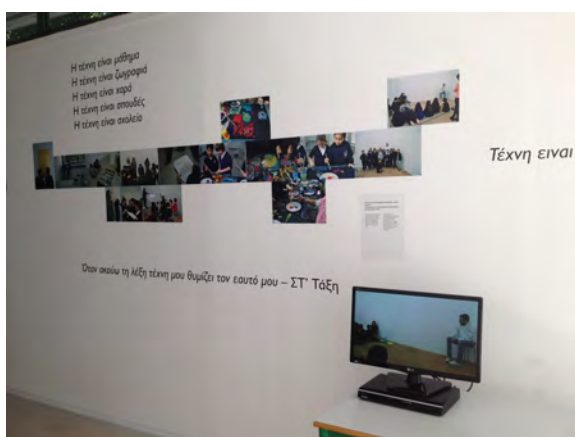 Η τέχνη είναι μάθημα
Η τέχνη είναι ζωγραφιά
Η τέχνη είναι χαρά
Η τέχνη είναι σπουδές
Η τέχνη είναι σχολείο
Τέχνη ειναι
Όταν ακούω τη λέξη τέχνη μου θυμίζει τον εαυτό μου – ΣΤ' Τάξη